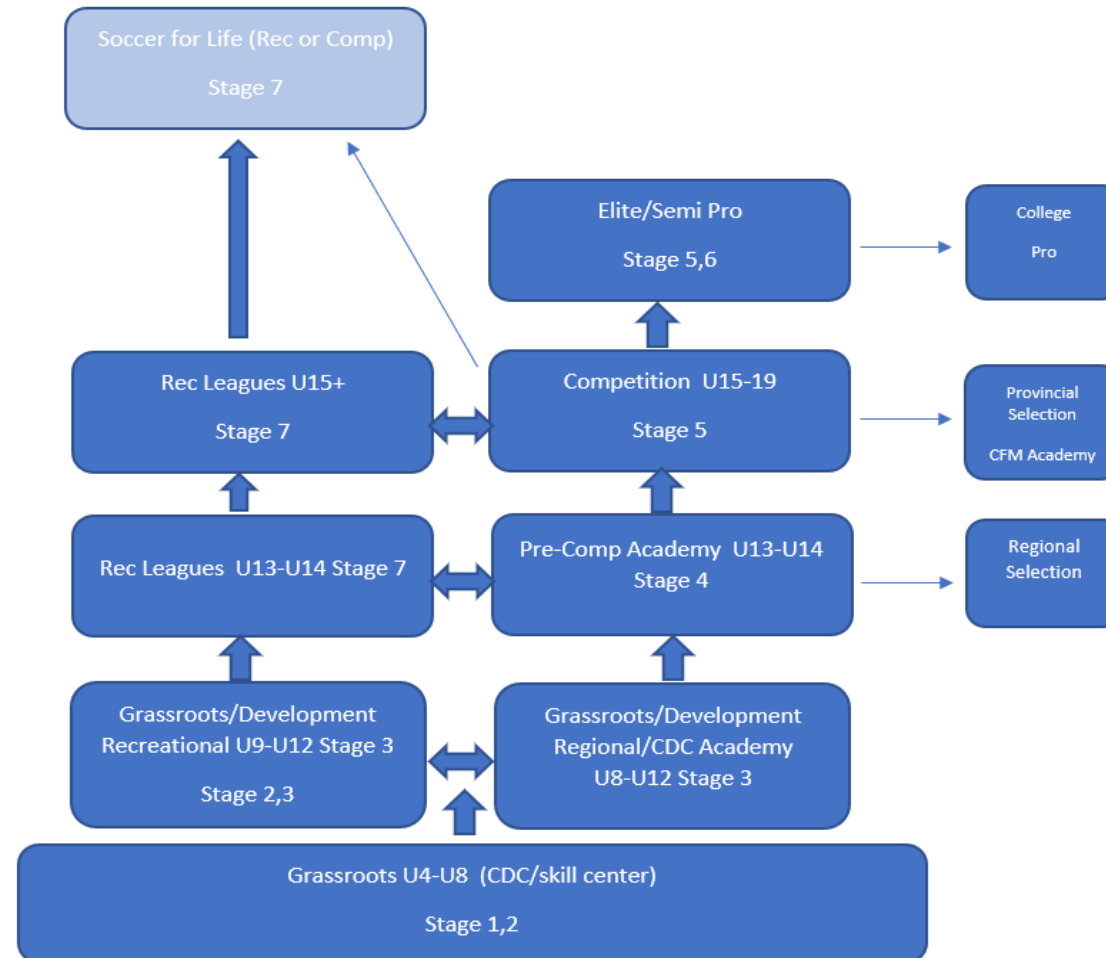 Soccer for Life (Rec or Comp)
Stage 7
Elite/Semi Pro
Stage 5,6
College
Pro
Rec Leagues U15+
Stage 7
Competition U15-19
Stage 5
Provincial
Selection
CFM Academy
Rec Leagues U13-U14 Stage 7
Pre-Comp Academy U13-U14
Stage 4
Regional
Selection
Grassroots/Development
Recreational U9-U12 Stage 3
Stage 2,3
Grassroots/Development
Regional/CDC Academy
U8-U12 Stage 3
Grassroots U4-U8 (CDC/skill center)
Stage 1,2